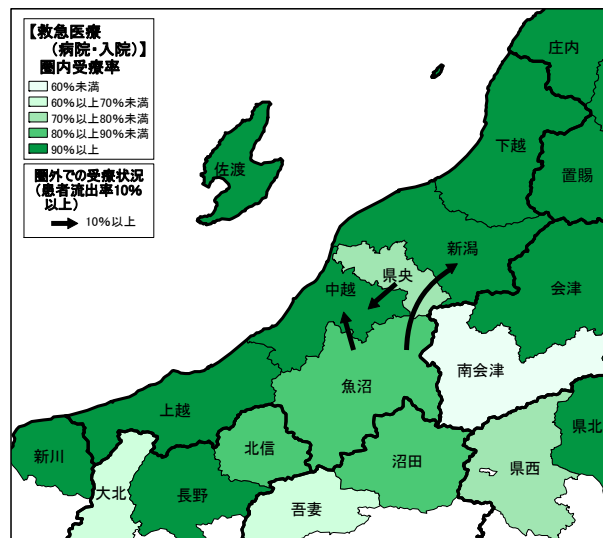 【救急医療
（病院・入院）】
圏内受療率
60%未満
60%以上70%未満
70%以上80%未満
80%以上90%未満
90%以上
圏外での受療状況
（患者流出率10%
以上）
10%以上
庄内
下越
佐渡
置賜
新潟
県央
中越
会津
南会津
魚沼
上越
北信
沼田
県北
新川
県西
大北
長野
吾妻